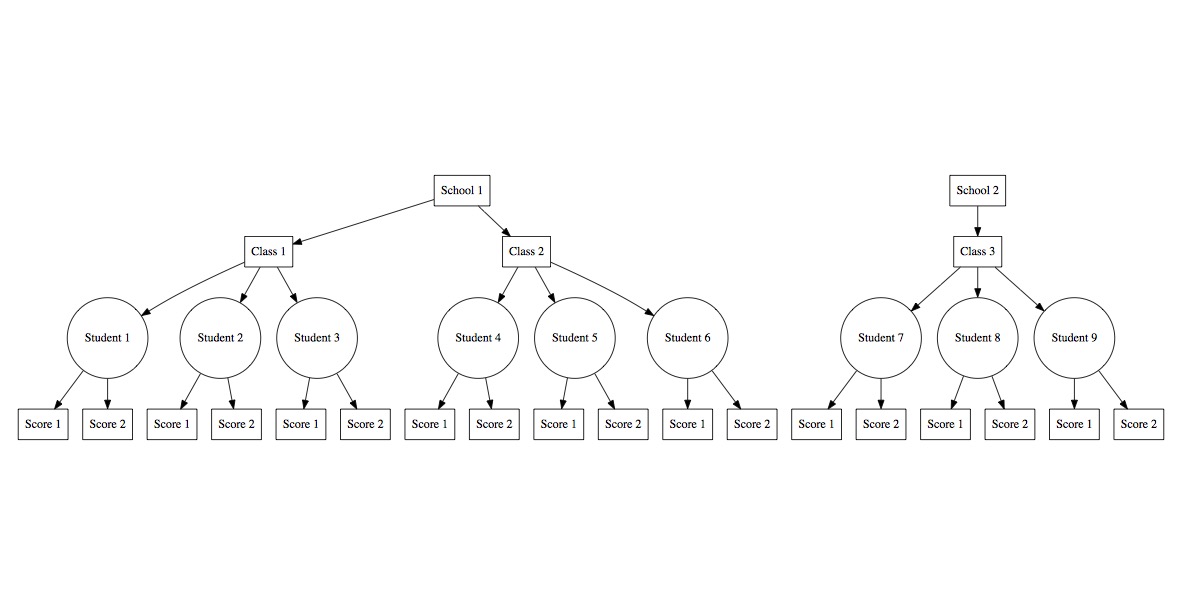 School 1
School 2
Class 1
Class 2
Class 3
Student 1
Student 2
Student 3
Student 4
Student 5
Student 6
Student 7
Student 8
Student 9
Score 1
Score 2
Score 1
Score 2
Score 1
Score 2
Score 1
Score 2
Score 1
Score 2
Score 1
Score 2
Score 1
Score 2
Score 1
Score 2
Score 1
Score 2